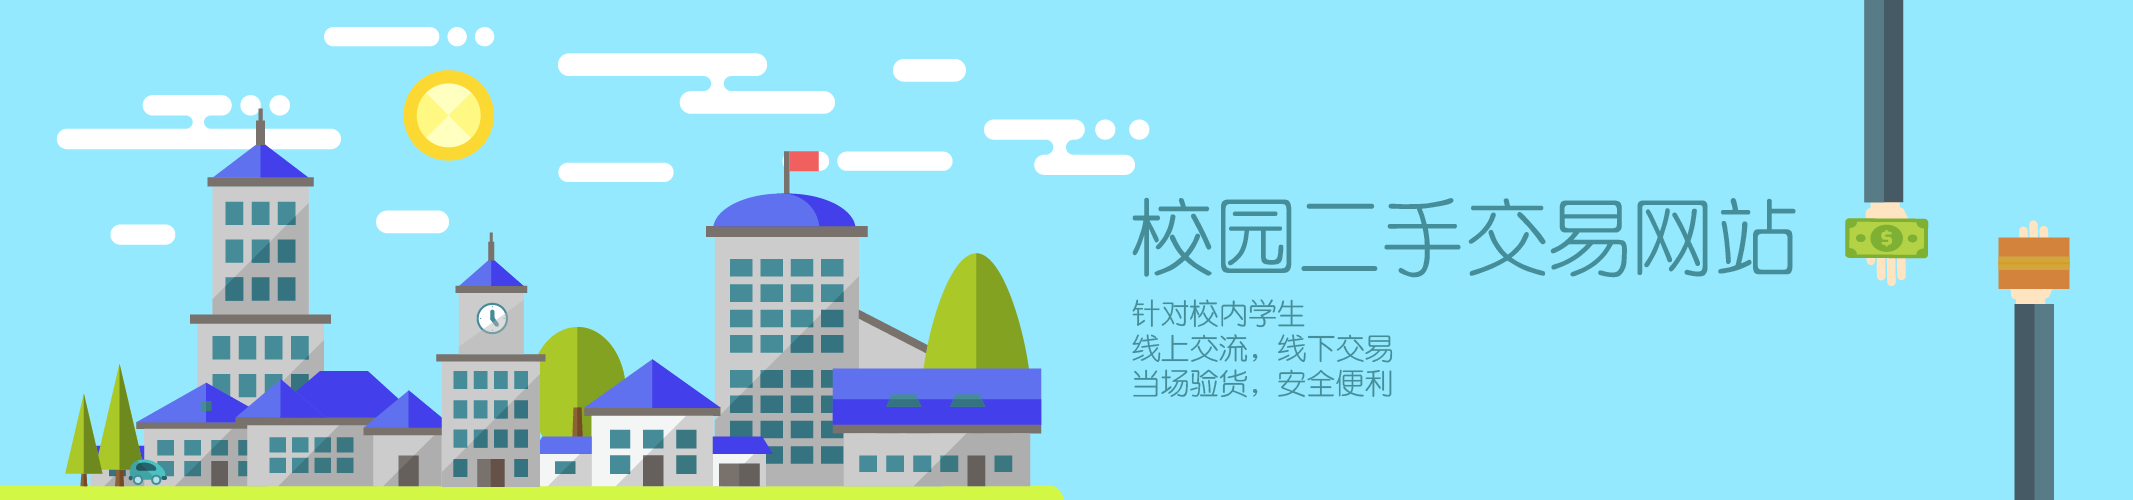 校园二手交易网站
针对校内学生
线上交流，线下交易
当场验货，安全便利
$